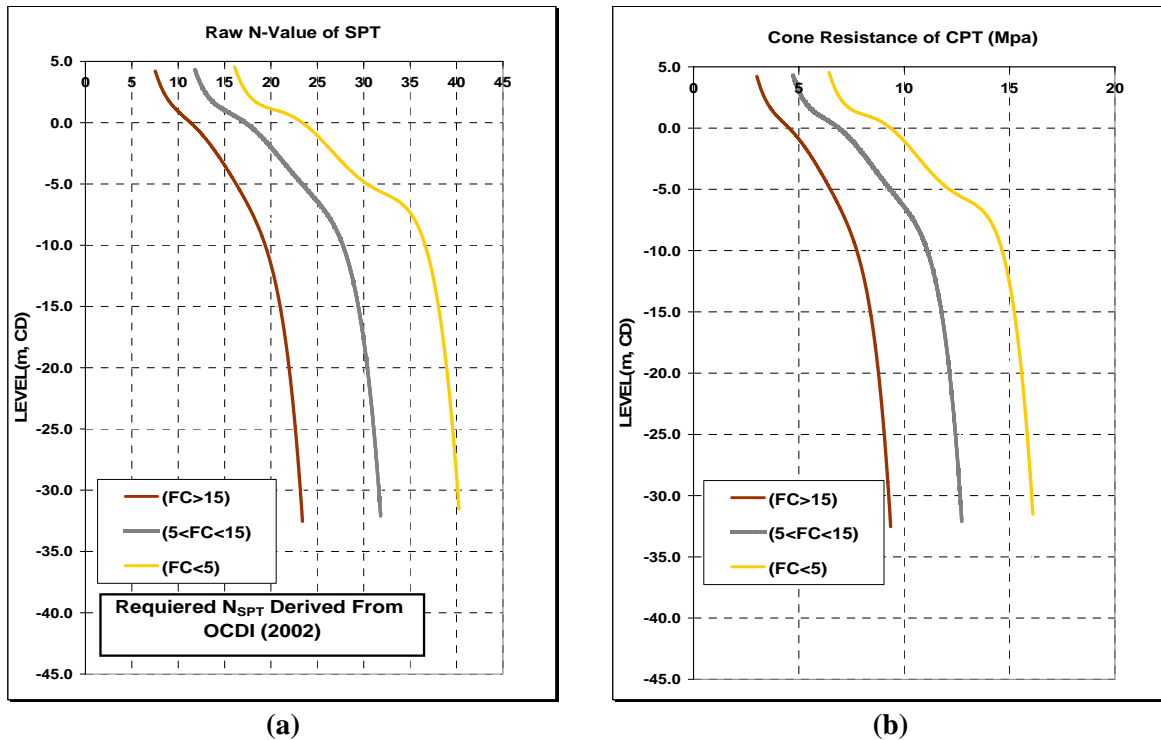 Raw N-Value of SPT
5.0
0.0
-5.0
-10.0
-15.0
-20.0
-25.0
-30.0
-35.0
-40.0
-45.0
0 5 10 15 20 25 30 35 40 45
LEVEL(m, CD)
(FC>15)
(5<FC<15)
(FC<5)
Requiered NSPT Derived From
OCDI (2002)
(a)
Cone Resistance of CPT (Mpa)
5.0
0.0
-5.0
-10.0
-15.0
-20.0
-25.0
-30.0
-35.0
-40.0
-45.0
0 5 10 15 20
LEVEL(m, CD)
(FC>15)
(5<FC<15)
(FC<5)
(b)